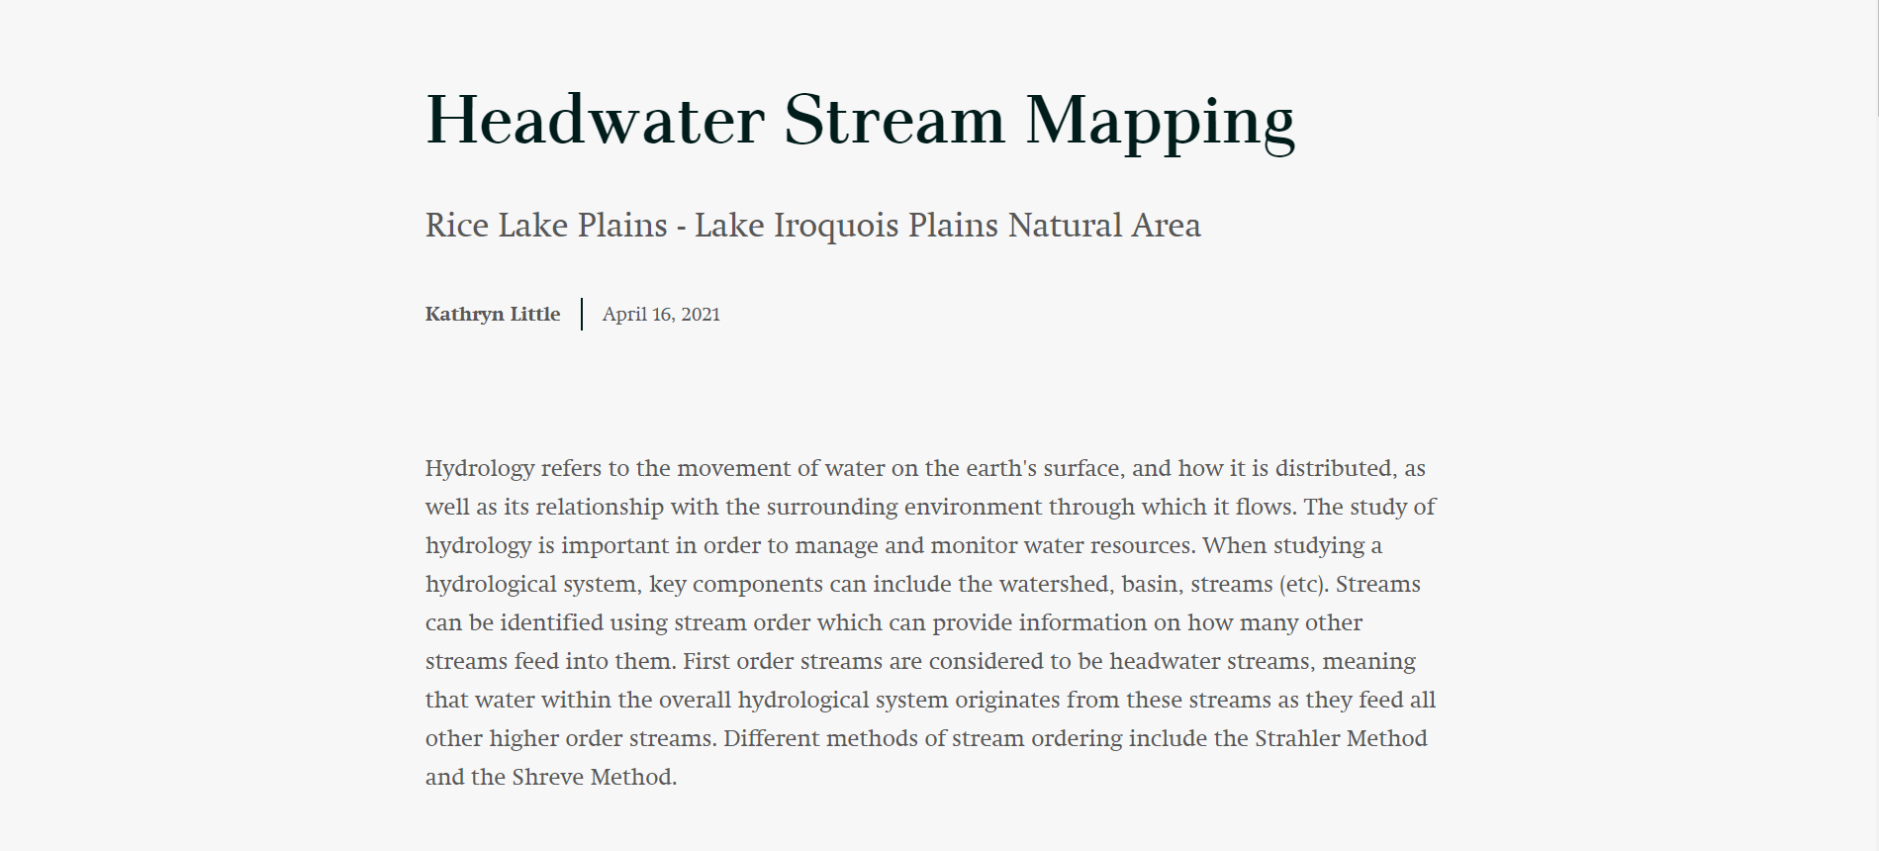 Headwater Stream Mapping
Rice Lake Plains - Lake Iroquois Plains Natural Area
Kathryn Little
April 16, 2021
Hydrology refers to the movement of water on the earth's surface, and how it is distributed, as
well as its relationship with the surrounding environment through which it flows. The study of
hydrology is important in order to manage and monitor water resources. When studying a
hydrological system, key components can include the watershed, basin, streams (etc). Streams
can be identified using stream order which can provide information on how many other
streams feed into them. First order streams are considered to be headwater streams, meaning
that water within the overall hydrological system originates from these streams as they feed all
other higher order streams. Different methods of stream ordering include the Strahler Method
and the Shreve Method.